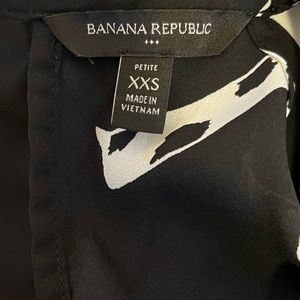 BANANA REPUBLIC
PETITE
XXS
MADE IN
VIETNAM